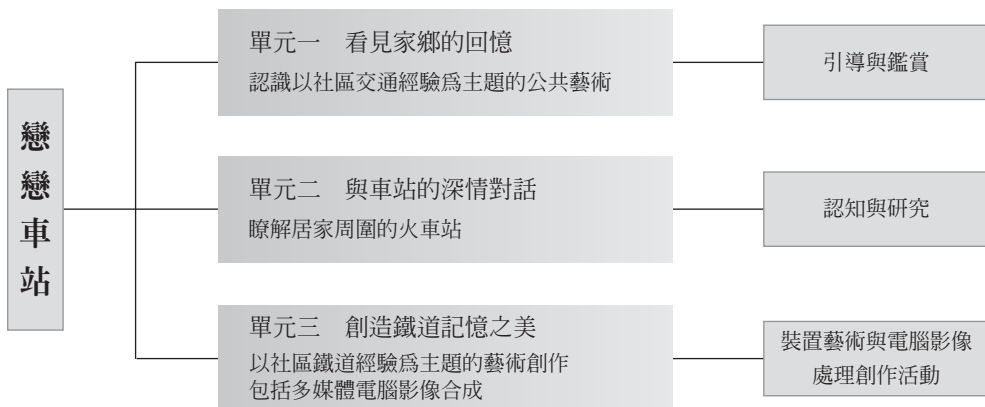 戀戀車站
單元一　看見家鄉的回憶
認識以社區交通經驗爲主題的公共藝術
引導與鑑賞
單元二　與車站的深情對話
瞭解居家周圍的火車站
認知與研究
單元三　創造鐵道記憶之美
以社區鐵道經驗爲主題的藝術創作
包括多媒體電腦影像合成
裝置藝術與電腦影像
處理創作活動